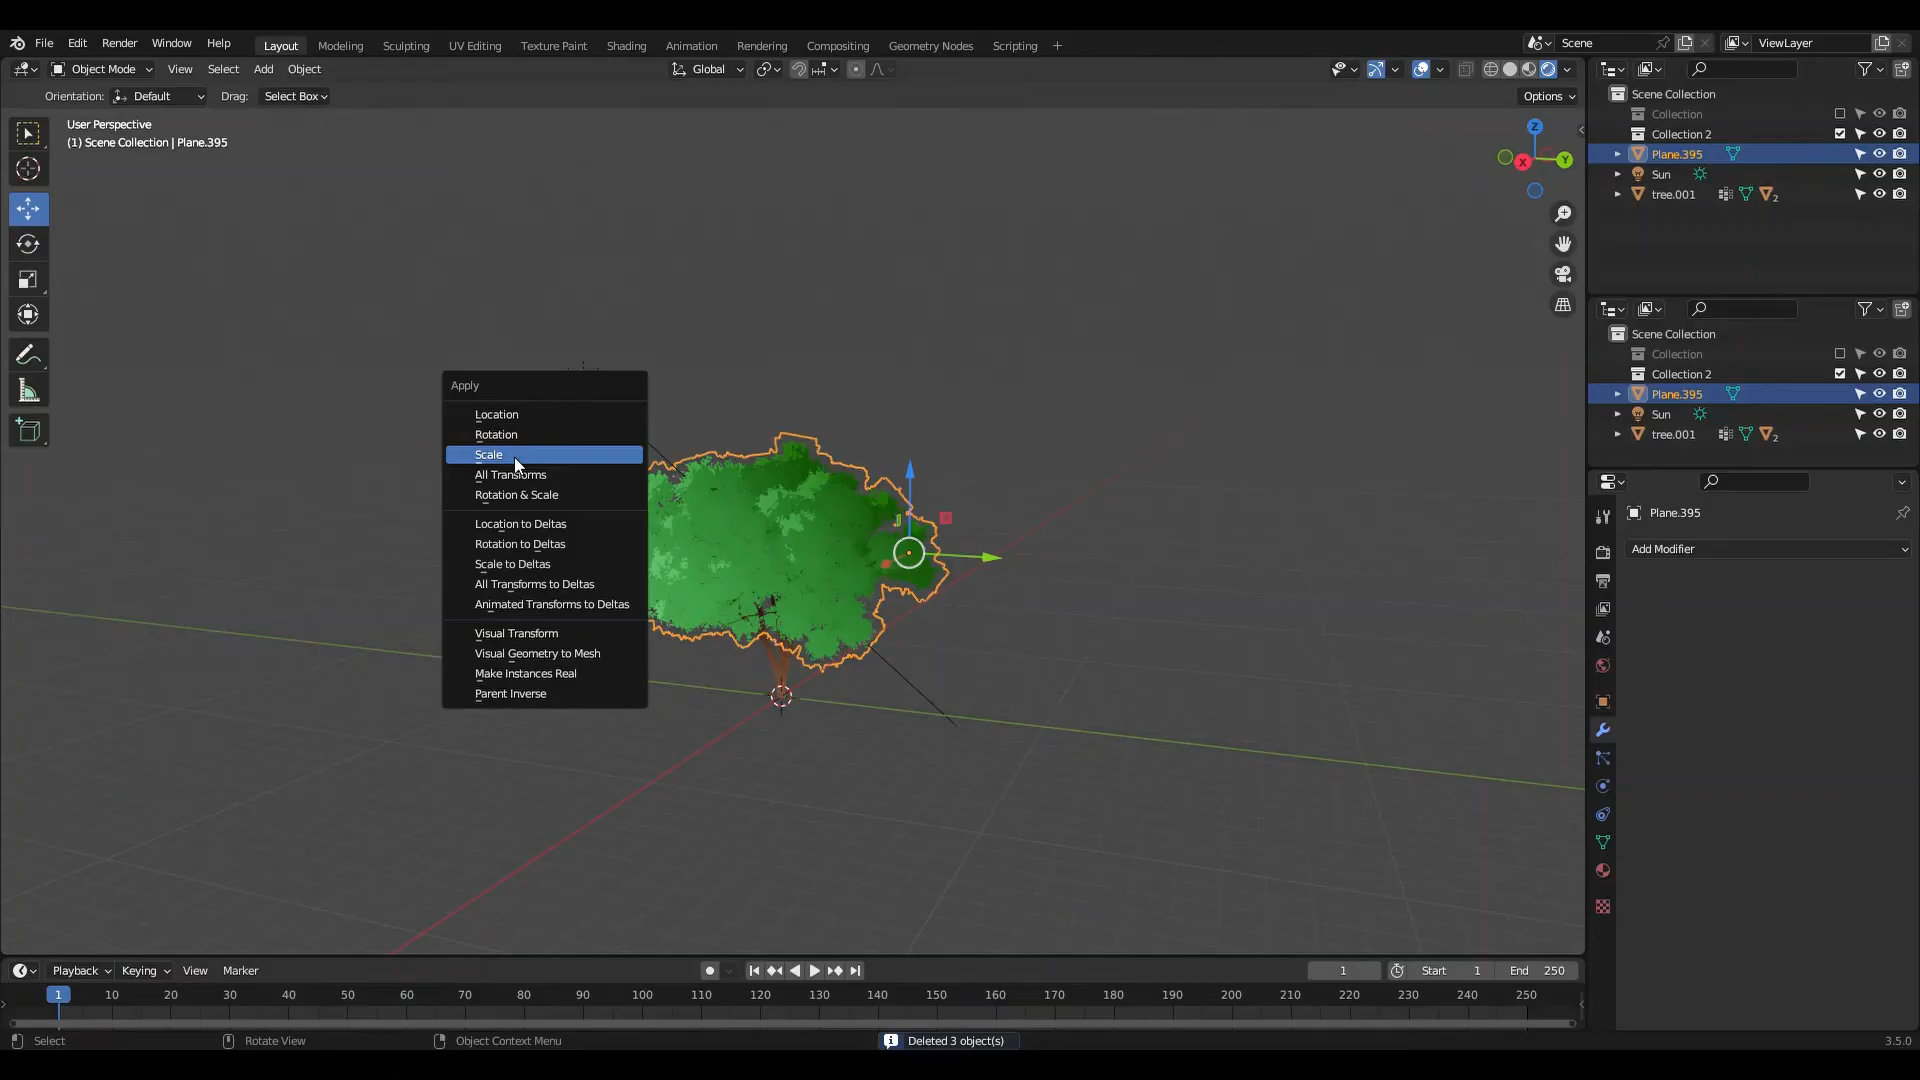 File Edit Render Window Help
Layout Modeling Sculpting UV Editing Texture Paint Shading Animation Rendering Compositing Geometry Nodes Scripting +
Scene
ViewLayer
Object Mode View Select Add Object
Global
Orientation: Default Drag: Select Box
Options
User Perspective
(1) Scene Collection | Plane.395
Z
X
Y
Apply
Location
Rotation
Scale
All Transforms
Rotation & Scale
Location to Deltas
Rotation to Deltas
Scale to Deltas
All Transforms to Deltas
Animated Transforms to Deltas
Visual Transform
Visual Geometry to Mesh
Make Instances Real
Parent Inverse
Scene Collection
Collection
Collection 2
Plane.395
Sun
tree.001 2
Scene Collection
Collection
Collection 2
Plane.395
Sun
tree.001 2
Plane.395
Add Modifier
Playback Keying View Marker
1 Start 1 End 250
1 10 20 30 40 50 60 70 80 90 100 110 120 130 140 150 160 170 180 190 200 210 220 230 240 250
Select Rotate View Object Context Menu Deleted 3 object(s) 3.5.0